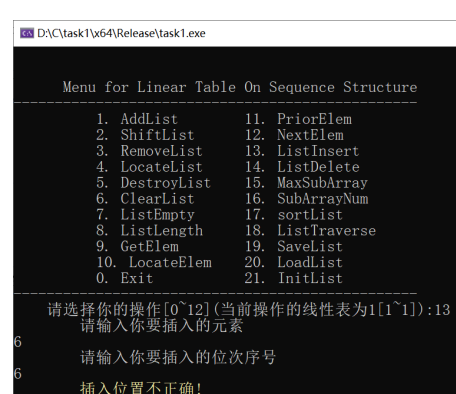 D:\C\task1\x64\Release\task1.exe
Menu for Linear Table On Sequence Structure
-------------------------------------------------
1. AddList 11. PriorElem
2. ShiftList 12. NextElem
3. RemoveList 13. ListInsert
4. LocateList 14. ListDelete
5. DestroyList 15. MaxSubArray
6. ClearList 16. SubArrayNum
7. ListEmpty 17. sortList
8. ListLength 18. ListTraverse
9. GetElem 19. SaveList
10. LocateElem 20. LoadList
0. Exit 21. InitList
-------------------------------------------------
请选择你的操作[0~12](当前操作的线性表为1[1~1]):13
请输入你要插入的元素
6
请输入你要插入的位次序号
6
插入位置不正确!